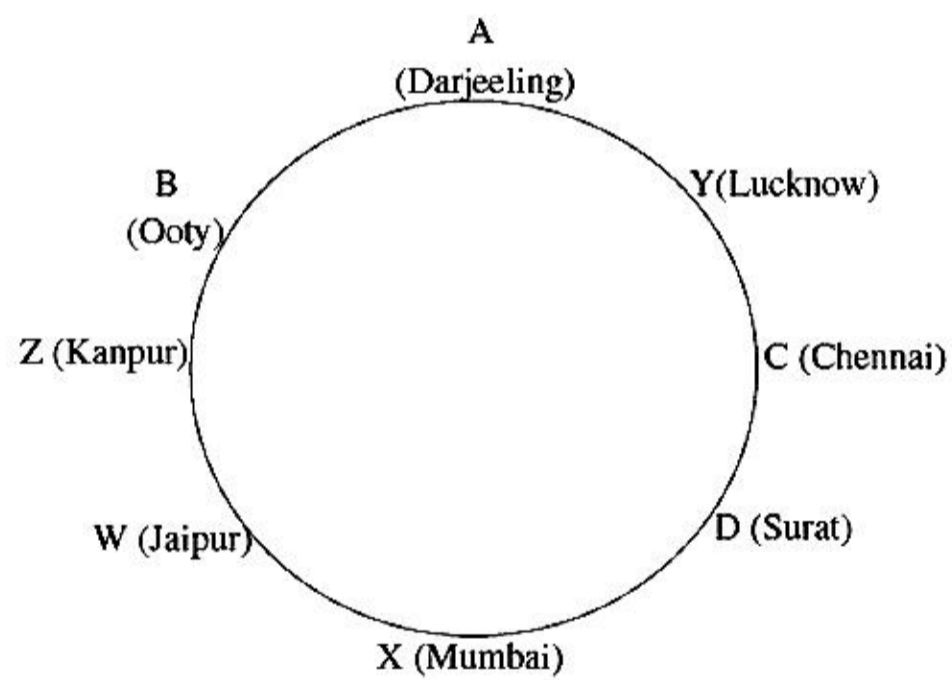 A
(Darjeeling)
B
(Ooty)
Y(Lucknow)
Z (Kanpur)
C (Chennai)
W (Jaipur)
D (Surat)
X (Mumbai)